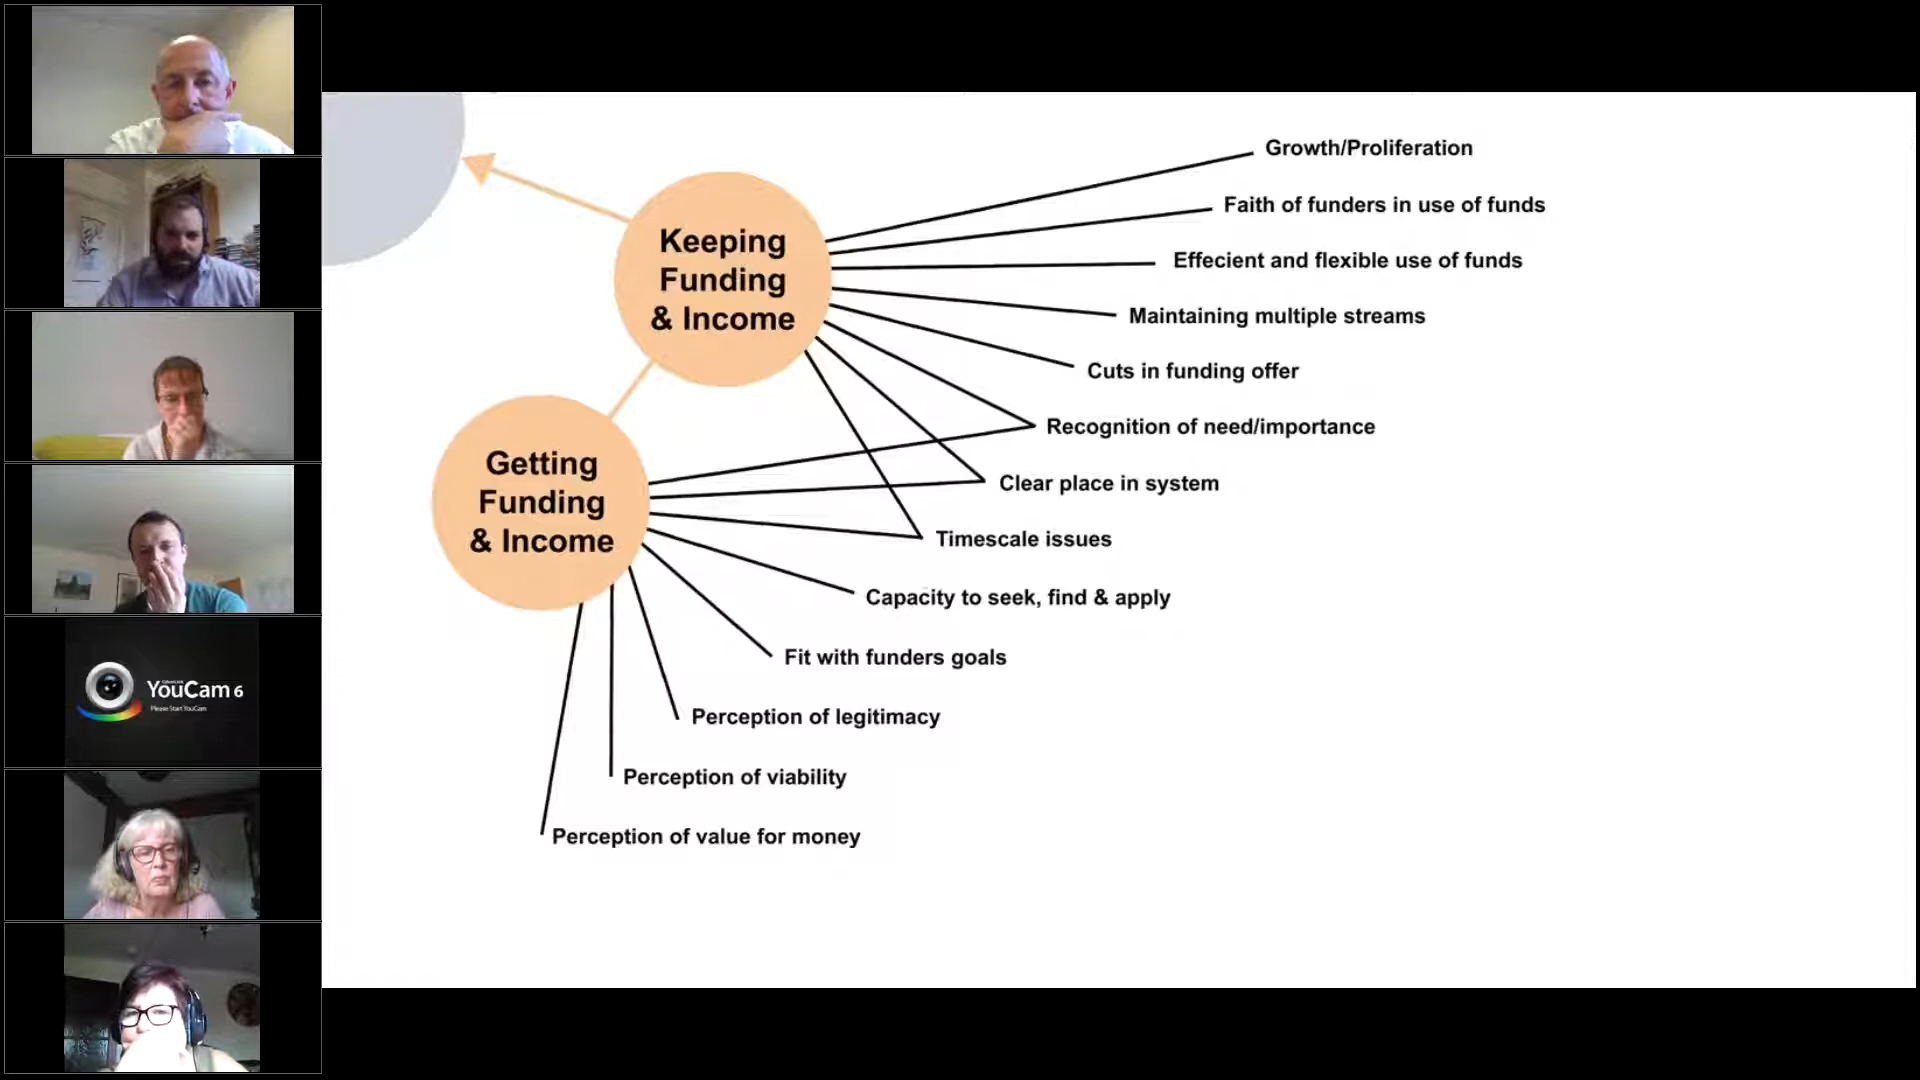 Growth/Proliferation
Faith of funders in use of funds
Keeping
Funding
& Income
Effecient and flexible use of funds
Maintaining multiple streams
Cuts in funding offer
Recognition of need/importance
Getting
Funding
& Income
Clear place in system
Timescale issues
Capacity to seek, find & apply
Fit with funders goals
Perception of legitimacy
Perception of viability
Perception of value for money
YouCam 6
Please Start YouCam